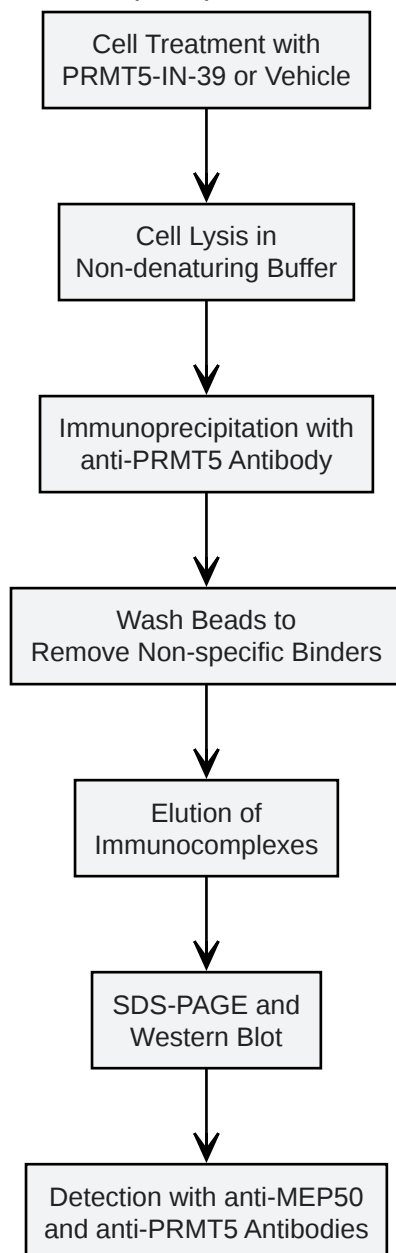 Cell Treatment with
PRMT5-IN-39 or Vehicle
Cell Lysis in
Non-denaturing Buffer
Immunoprecipitation with
anti-PRMT5 Antibody
Wash Beads to
Remove Non-specific Binders
Elution of
Immunocomplexes
SDS-PAGE and
Western Blot
Detection with anti-MEP50
and anti-PRMT5 Antibodies